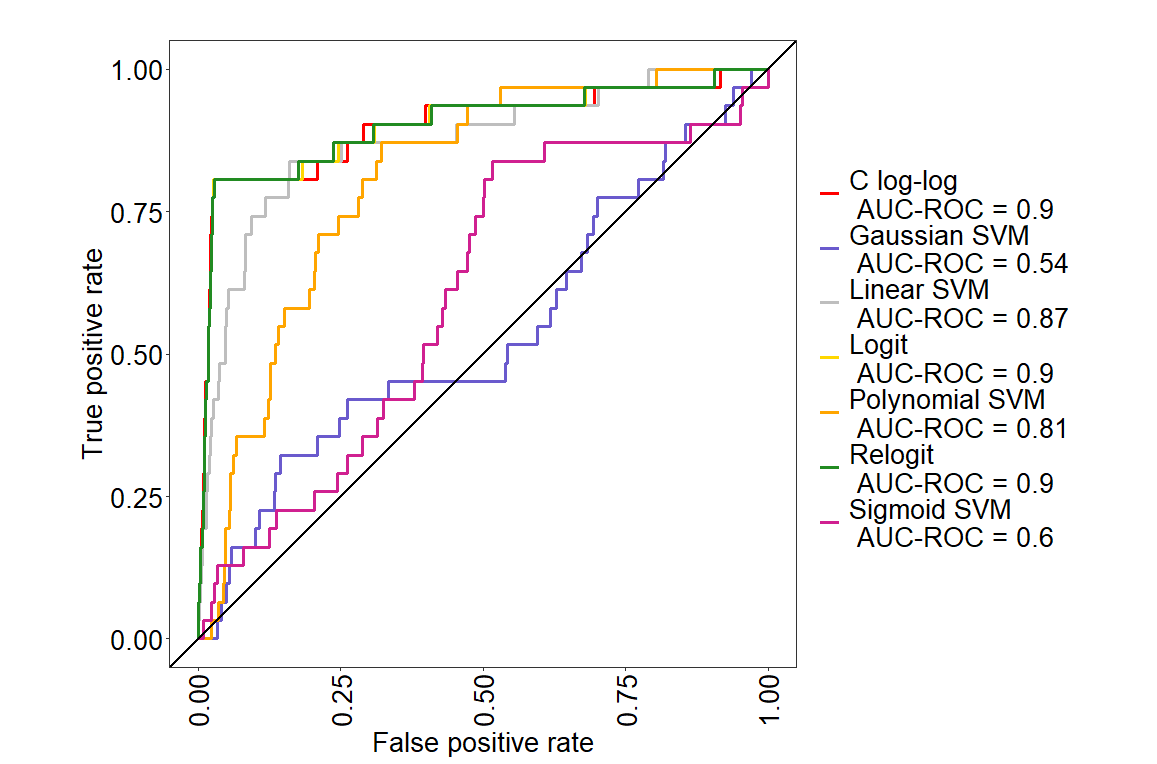 1.00
0.75
0.50
0.25
0.00
True positive rate
0.00
0.25
0.50
0.75
1.00
False positive rate
C log-log
AUC-ROC = 0.9
Gaussian SVM
AUC-ROC = 0.54
Linear SVM
AUC-ROC = 0.87
Logit
AUC-ROC = 0.9
Polynomial SVM
AUC-ROC = 0.81
Relogit
AUC-ROC = 0.9
Sigmoid SVM
AUC-ROC = 0.6